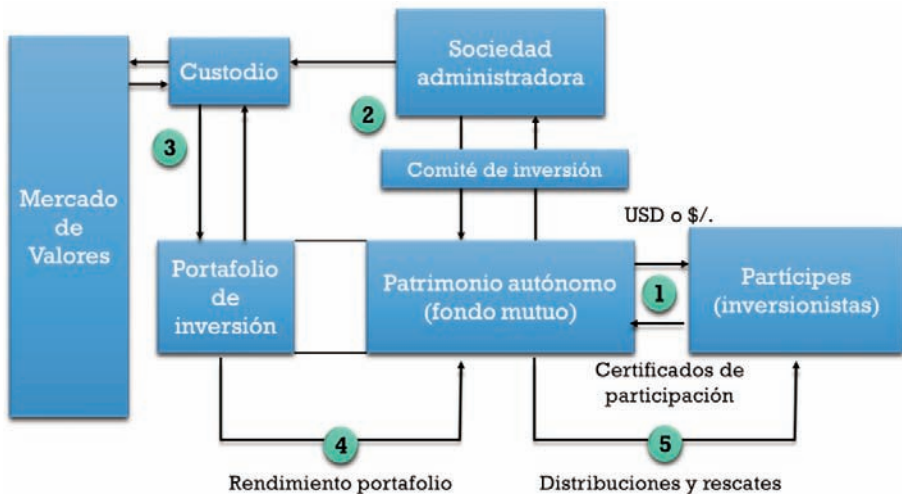 Sociedad
administradora
Custodio
2
3
Comité de inversión
Mercado
de
Valores
USD o $/.
Portafolio
de
inversión
Patrimonio autónomo
(fondo mutuo)
1
Partícipes
(inversionistas)
Certificados de
participación
4
5
Rendimiento portafolio
Distribuciones y rescates